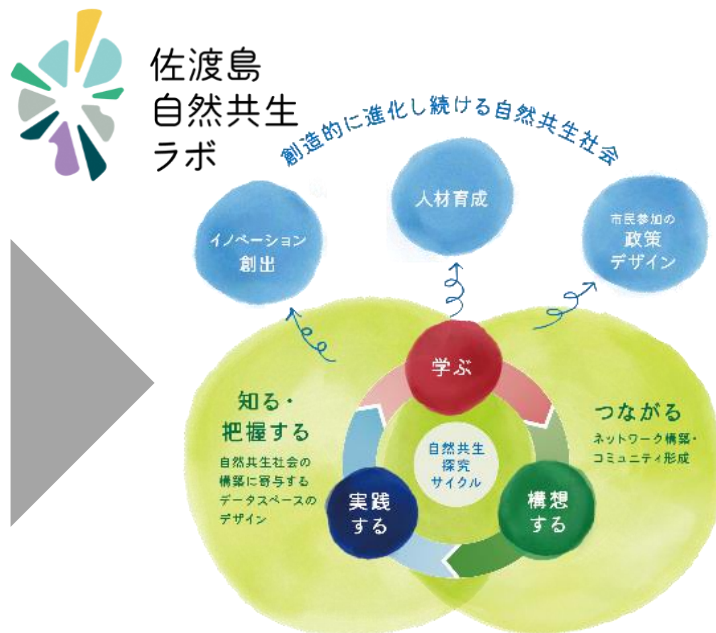 佐渡島
自然共生
ラボ
創造的に進化し続ける自然共生社会
イノベーション
創出
人材育成
市民参加の
政策
デザイン
学ぶ
知る・
把握する
自然共生社会の
構築に寄与する
データスペースの
デザイン
つながる
ネットワーク構築・
コミュニティ形成
自然共生
探究
サイクル
実践
する
構想
する